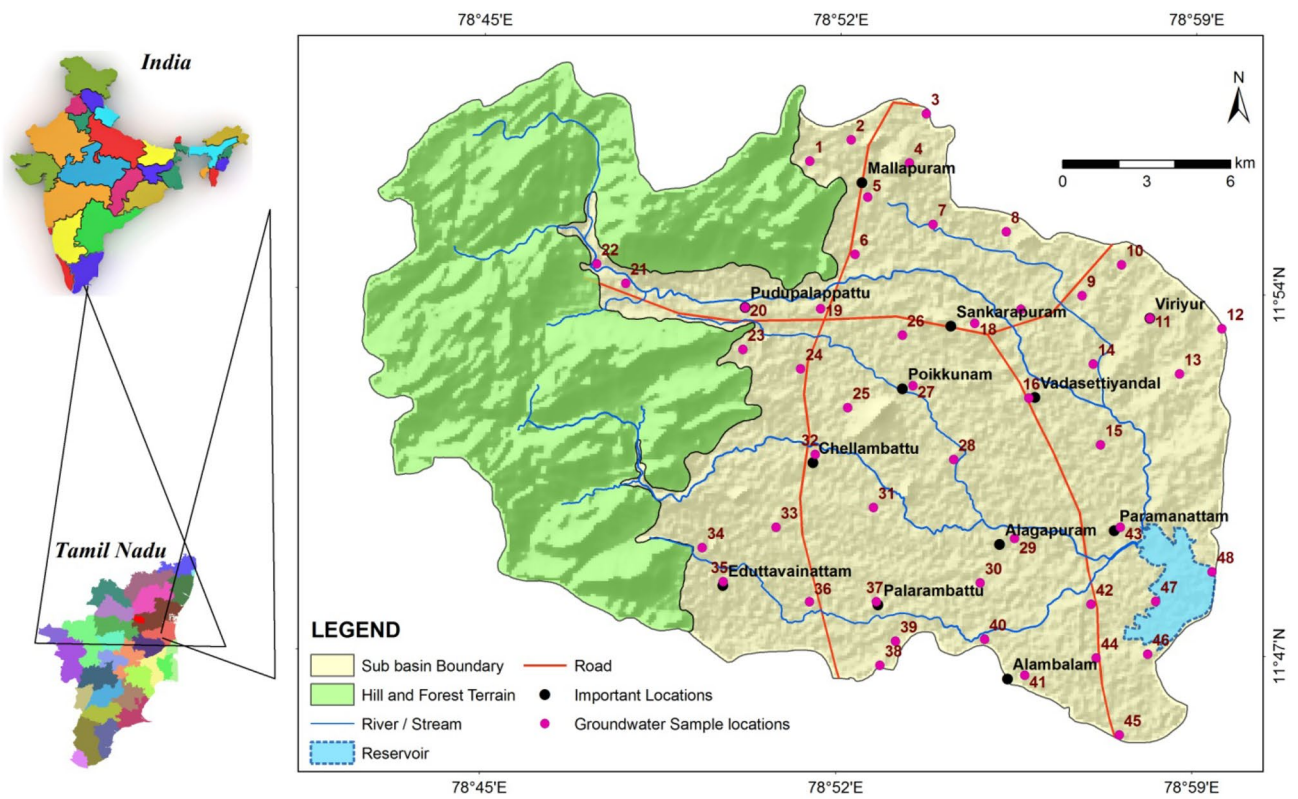 India
Tamil Nadu
78°45'E
78°52'E
78°59'E
N
km
0
3
6
11°54'N
11°47'N
1
2
3
4
Mallapuram
5
6
7
8
9
10
Viriyur
11
12
13
14
Pudupalappattu
20
19
Sankarapuram
18
22
21
23
24
25
26
Poikkunam
27
16
Vadasettiyandal
15
28
32
Chellambattu
31
33
34
Alagapuram
29
Paramanattam
43
48
35
Eduttavainattam
36
37
Palarambattu
30
42
47
46
39
38
40
Alambalam
41
44
45
LEGEND
Sub basin Boundary
Road
Hill and Forest Terrain
Important Locations
River / Stream
Groundwater Sample locations
Reservoir
78°45'E
78°52'E
78°59'E